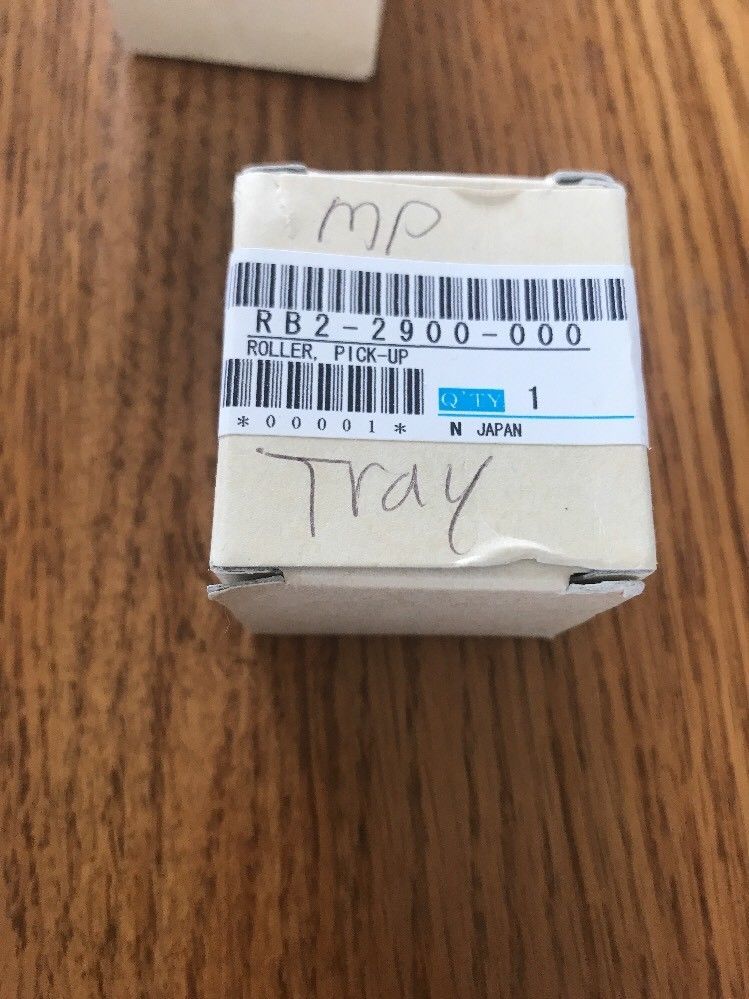 MP
RB2-2900-000
ROLLER, PICK-UP
Q'TY 1
*00001* N JAPAN
Tray